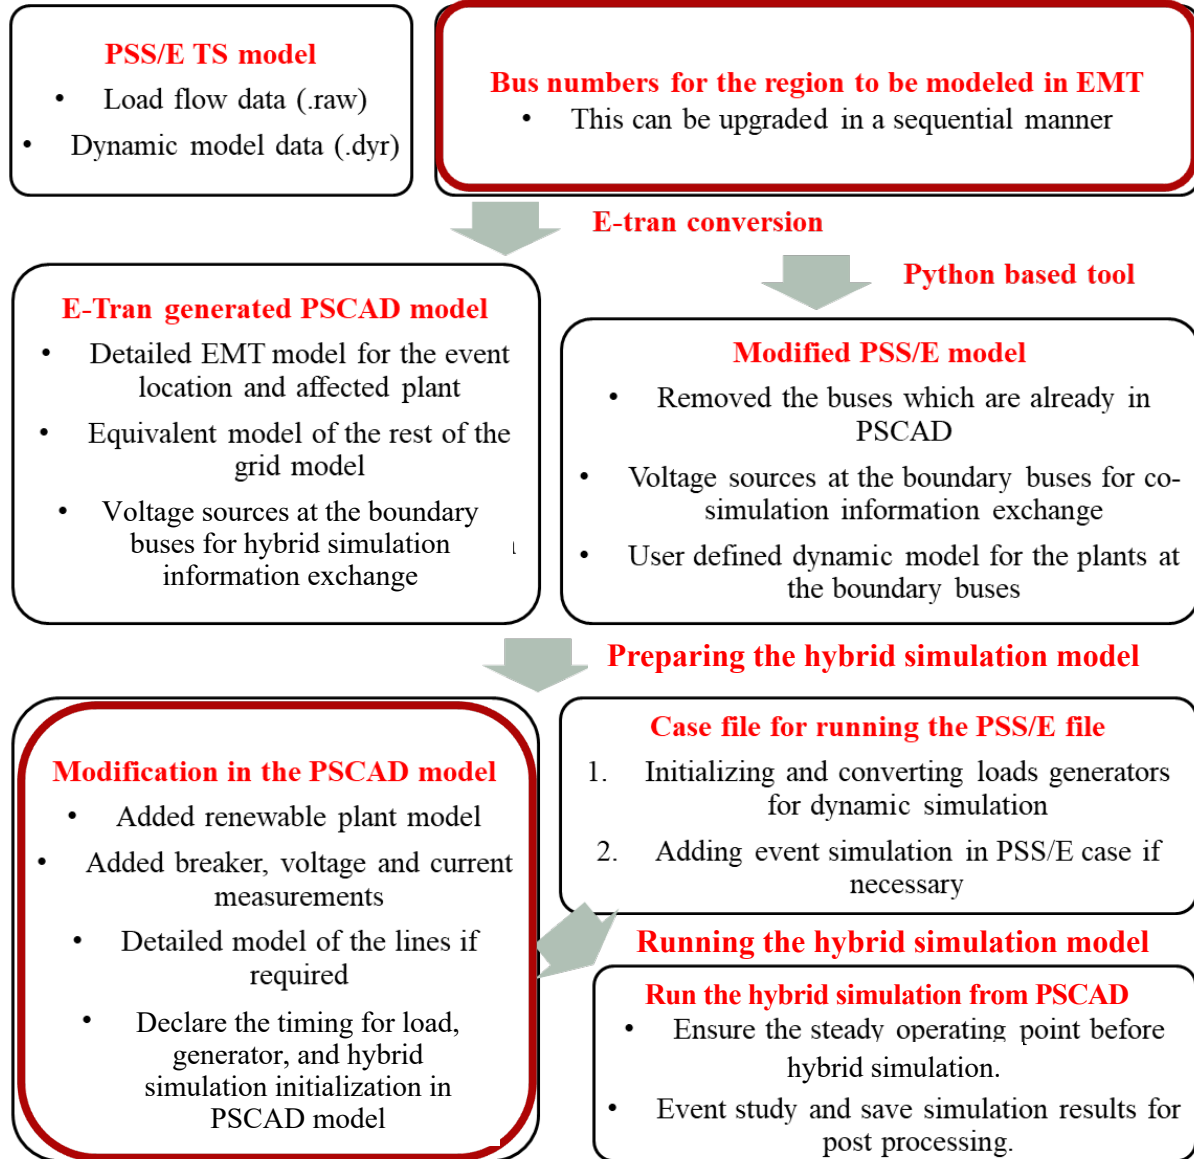 PSS/E TS model
• Load flow data (.raw)
• Dynamic model data (.dyr)
Bus numbers for the region to be modeled in EMT
• This can be upgraded in a sequential manner
E-tran conversion
Python based tool
E-Tran generated PSCAD model
• Detailed EMT model for the event
location and affected plant
• Equivalent model of the rest of the
grid model
• Voltage sources at the boundary
buses for hybrid simulation
information exchange
Modified PSS/E model
• Removed the buses which are already in
PSCAD
• Voltage sources at the boundary buses for co-
simulation information exchange
• User defined dynamic model for the plants at
the boundary buses
Preparing the hybrid simulation model
Modification in the PSCAD model
• Added renewable plant model
• Added breaker, voltage and current
measurements
• Detailed model of the lines if
required
• Declare the timing for load,
generator, and hybrid
simulation initialization in
PSCAD model
Case file for running the PSS/E file
1. Initializing and converting loads generators
for dynamic simulation
2. Adding event simulation in PSS/E case if
necessary
Running the hybrid simulation model
Run the hybrid simulation from PSCAD
• Ensure the steady operating point before
hybrid simulation.
• Event study and save simulation results for
post processing.